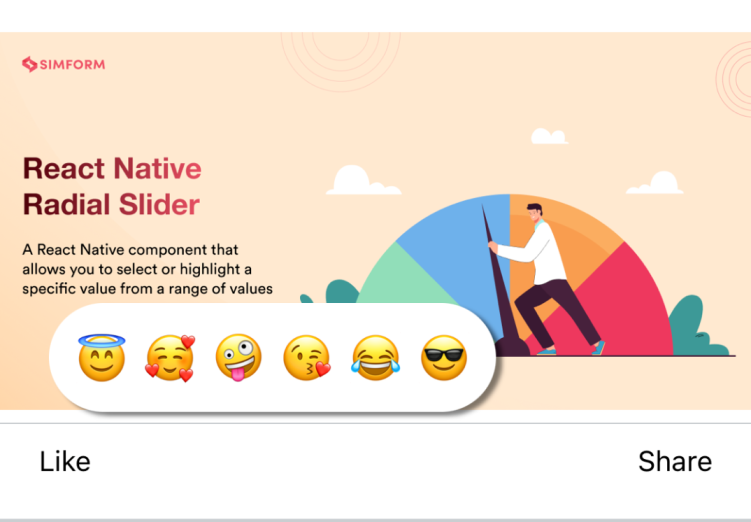 SIMFORM
React Native
Radial Slider
A React Native component that
allows you to select or highlight a
specific value from a range of values
Like
Share